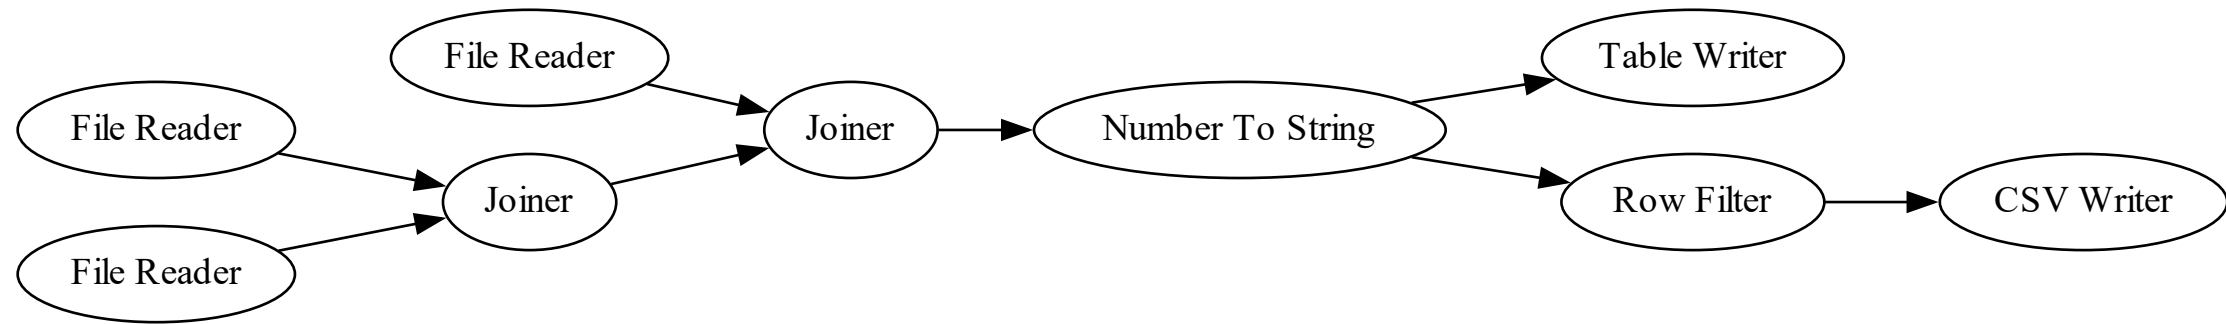 File Reader
File Reader
File Reader
Joiner
Joiner
Number To String
Table Writer
Row Filter
CSV Writer